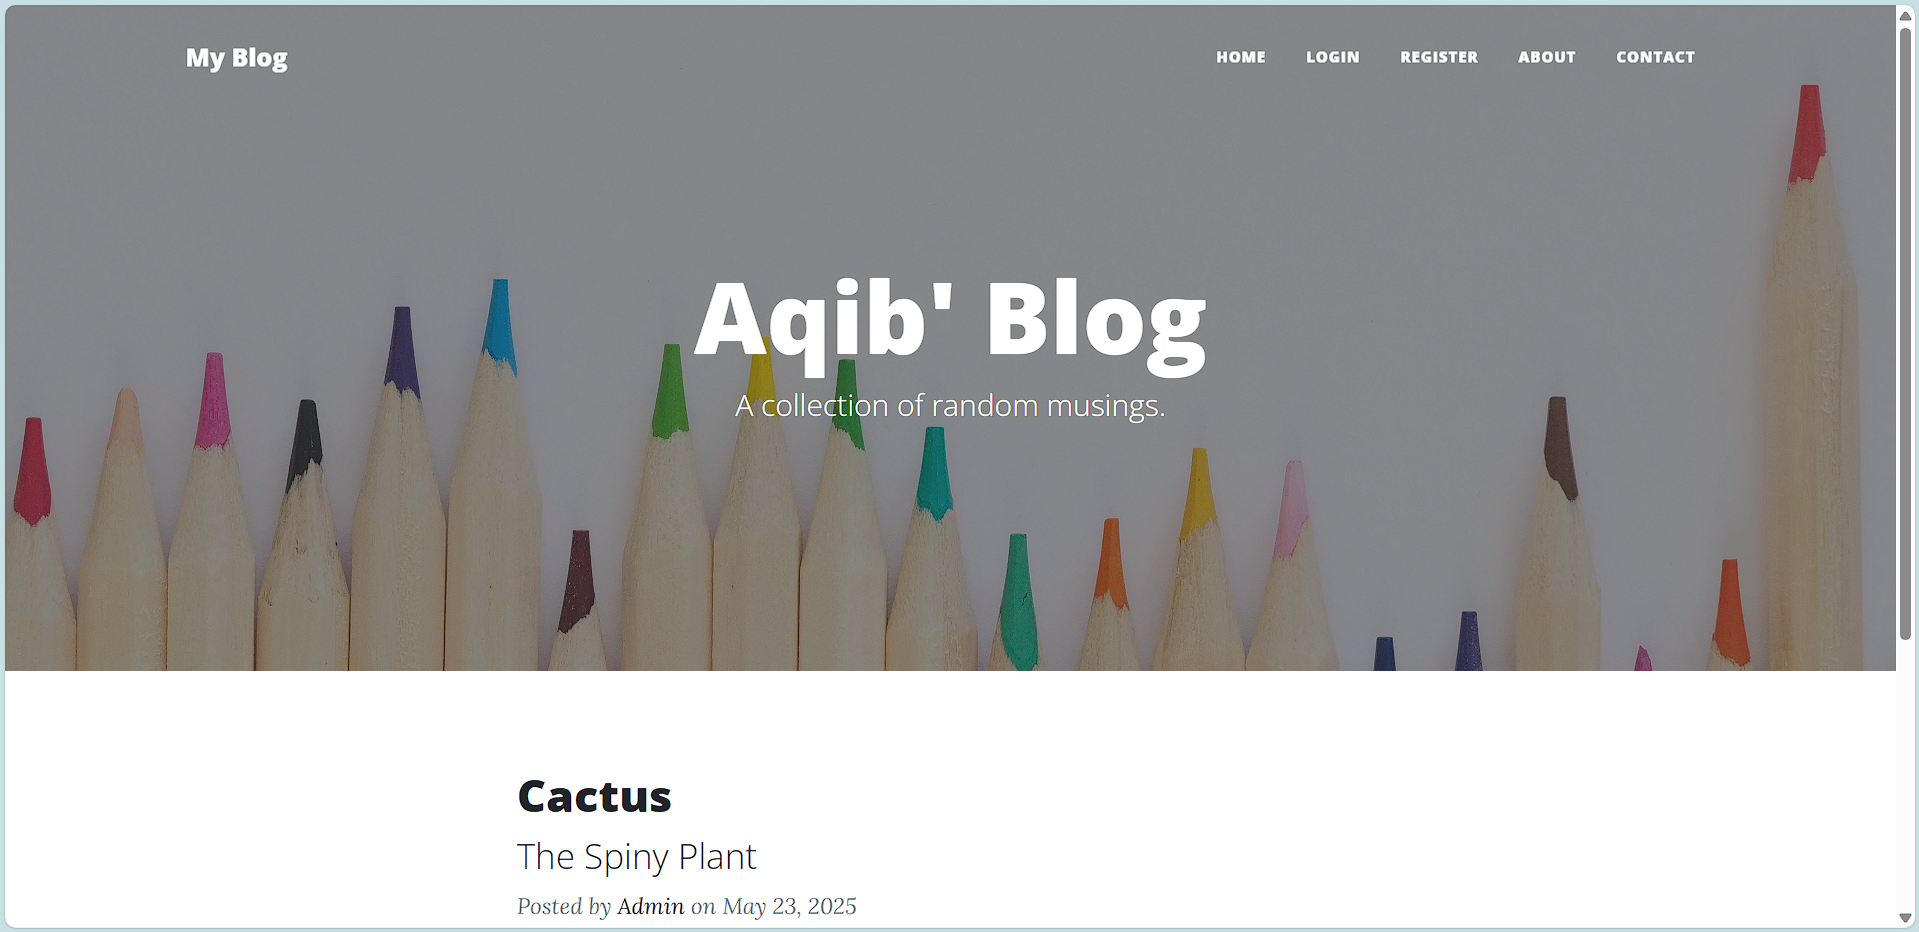 My Blog
HOME LOGIN REGISTER ABOUT CONTACT
Aqib' Blog
A collection of random musings.
Cactus
The Spiny Plant
Posted by Admin on May 23, 2025